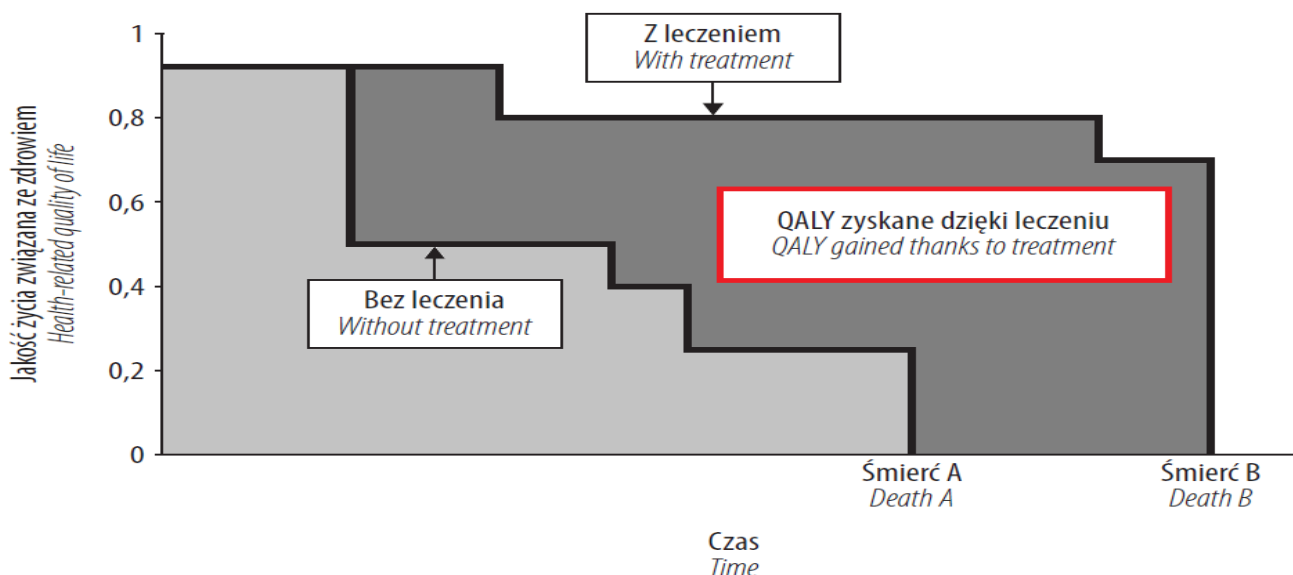 Jakość życia związana ze zdrowiem
Health-related quality of life
1
0,8
0,6
0,4
0,2
0
Z leczeniem
With treatment
QALY zyskane dzięki leczeniu
QALY gained thanks to treatment
Bez leczenia
Without treatment
Śmierć A
Death A
Śmierć B
Death B
Czas
Time